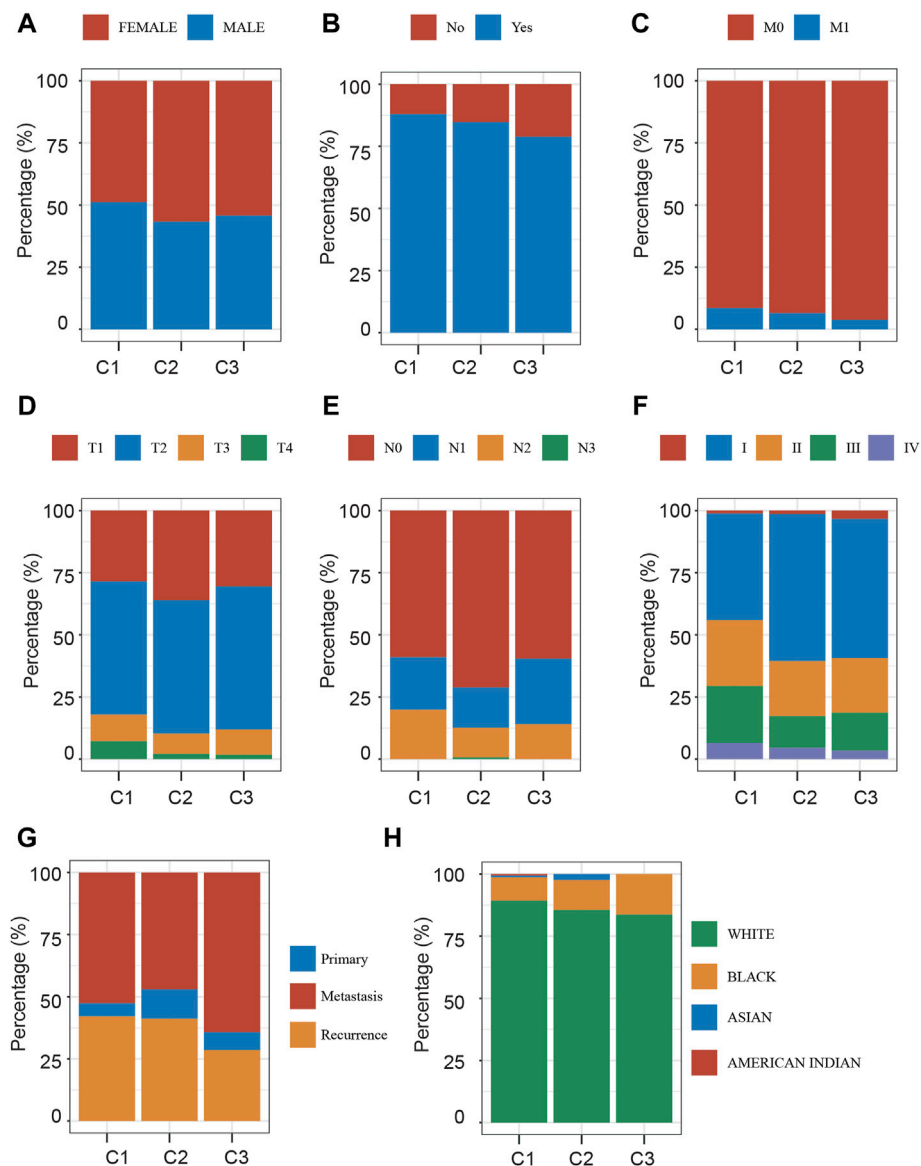 A
FEMALE MALE
Percentage (%)
100
75
50
25
0
C1 C2 C3
B
No Yes
Percentage (%)
100
75
50
25
0
C1 C2 C3
C
M0 M1
Percentage (%)
100
75
50
25
0
C1 C2 C3
D
T1 T2 T3 T4
Percentage (%)
100
75
50
25
0
C1 C2 C3
E
N0 N1 N2 N3
Percentage (%)
100
75
50
25
0
C1 C2 C3
F
I II III IV
Percentage (%)
100
75
50
25
0
C1 C2 C3
G
Percentage (%)
100
75
50
25
0
C1 C2 C3
Primary
Metastasis
Recurrence
H
Percentage (%)
100
75
50
25
0
C1 C2 C3
WHITE
BLACK
ASIAN
AMERICAN INDIAN